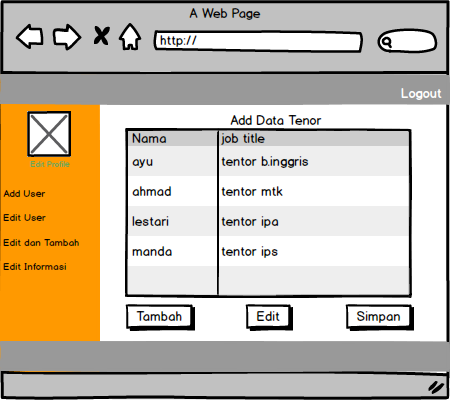 A Web Page
http://
Logout
Edit Profile
Add User
Edit User
Edit dan Tambah
Edit Informasi
Add Data Tenor
Nama job title
ayu tentor b.inggris
ahmad tentor mtk
lestari tentor ipa
manda tentor ips
Tambah Edit Simpan